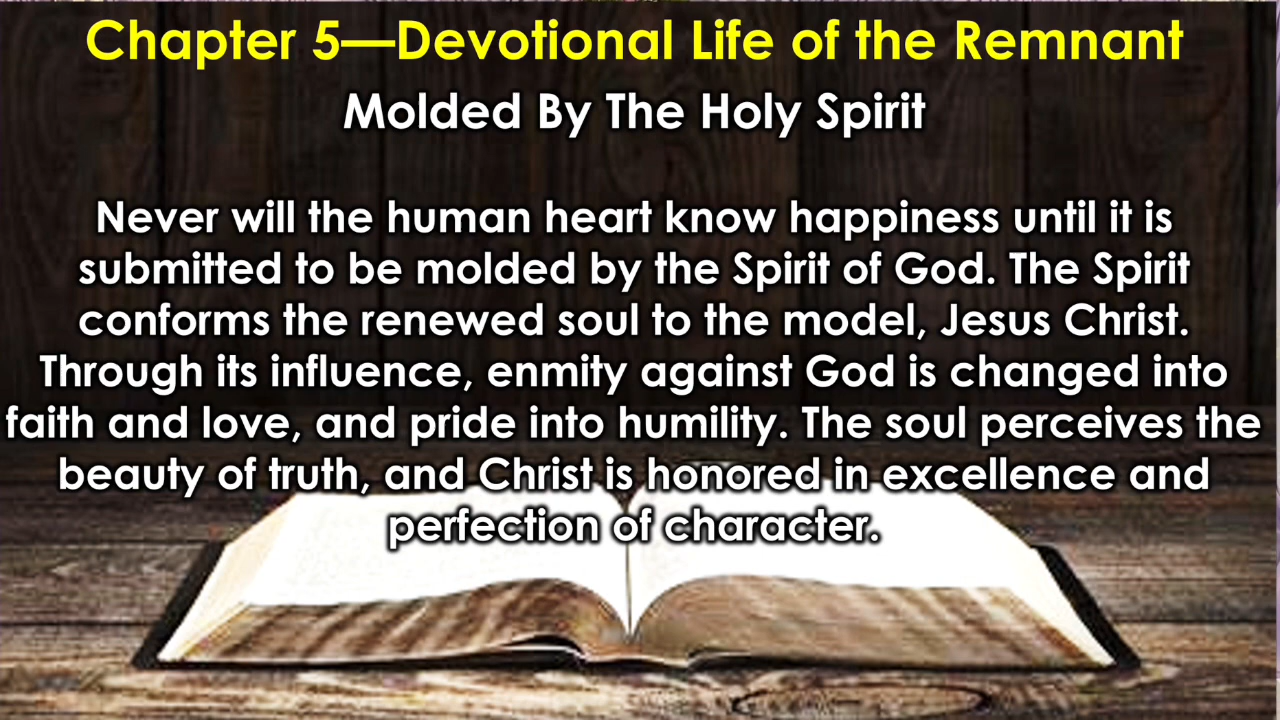 Chapter 5—Devotional Life of the Remnant
Molded By The Holy Spirit
Never will the human heart know happiness until it is
submitted to be molded by the Spirit of God. The Spirit
conforms the renewed soul to the model, Jesus Christ.
Through its influence, enmity against God is changed into
faith and love, and pride into humility. The soul perceives the
beauty of truth, and Christ is honored in excellence and
perfection of character.